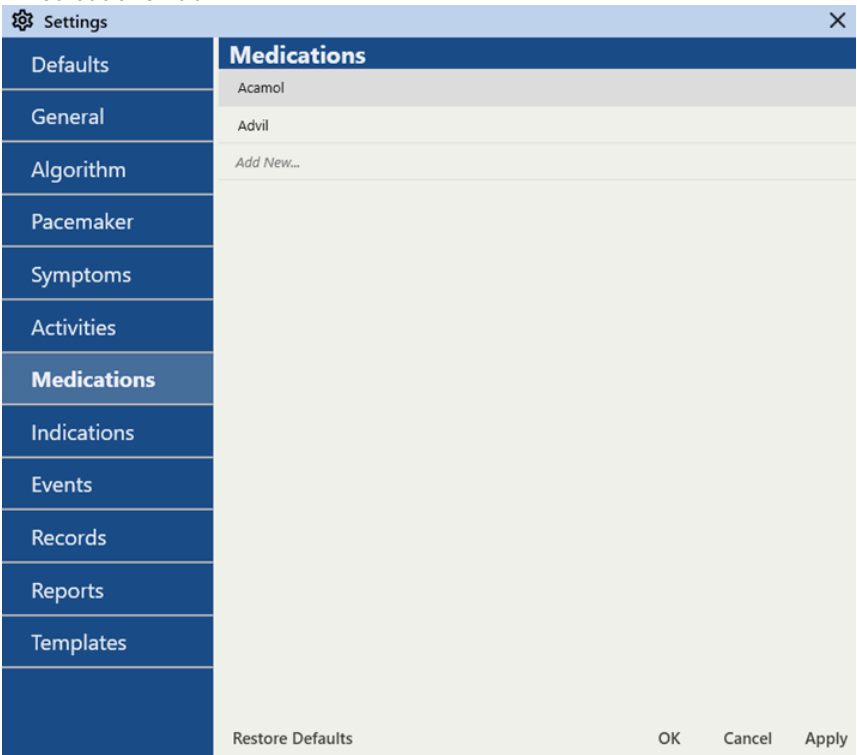 Settings
Defaults
General
Algorithm
Pacemaker
Symptoms
Activities
Medications
Indications
Events
Records
Reports
Templates
Medications
Acamol
Advil
Add New...
Restore Defaults
OK
Cancel
Apply